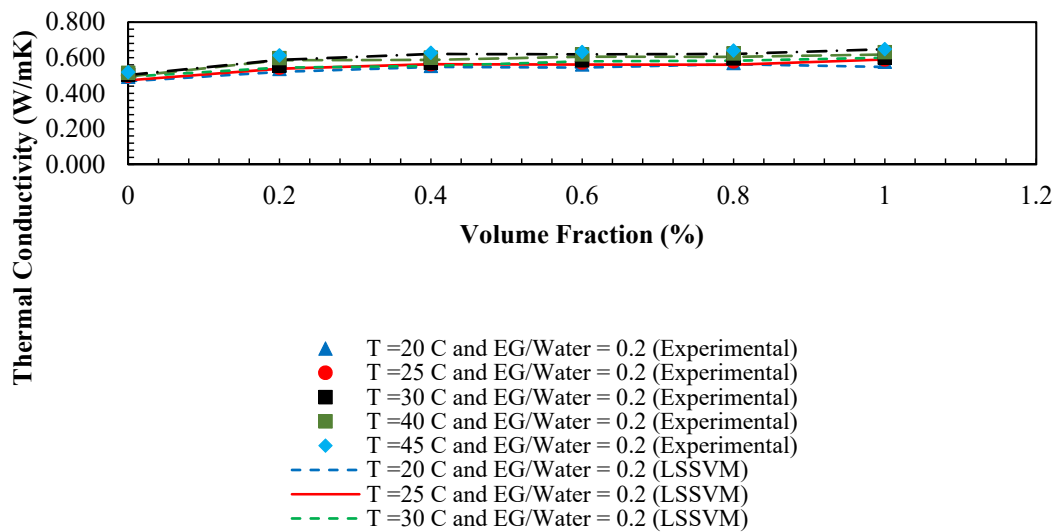 0.800
0.600
0.400
0.200
0.000
0 0.2 0.4 0.6 0.8 1 1.2
Thermal Conductivity (W/mK)
Volume Fraction (%)
T =20 C and EG/Water = 0.2 (Experimental)
T =25 C and EG/Water = 0.2 (Experimental)
T =30 C and EG/Water = 0.2 (Experimental)
T =40 C and EG/Water = 0.2 (Experimental)
T =45 C and EG/Water = 0.2 (Experimental)
T =20 C and EG/Water = 0.2 (LSSVM)
T =25 C and EG/Water = 0.2 (LSSVM)
T =30 C and EG/Water = 0.2 (LSSVM)